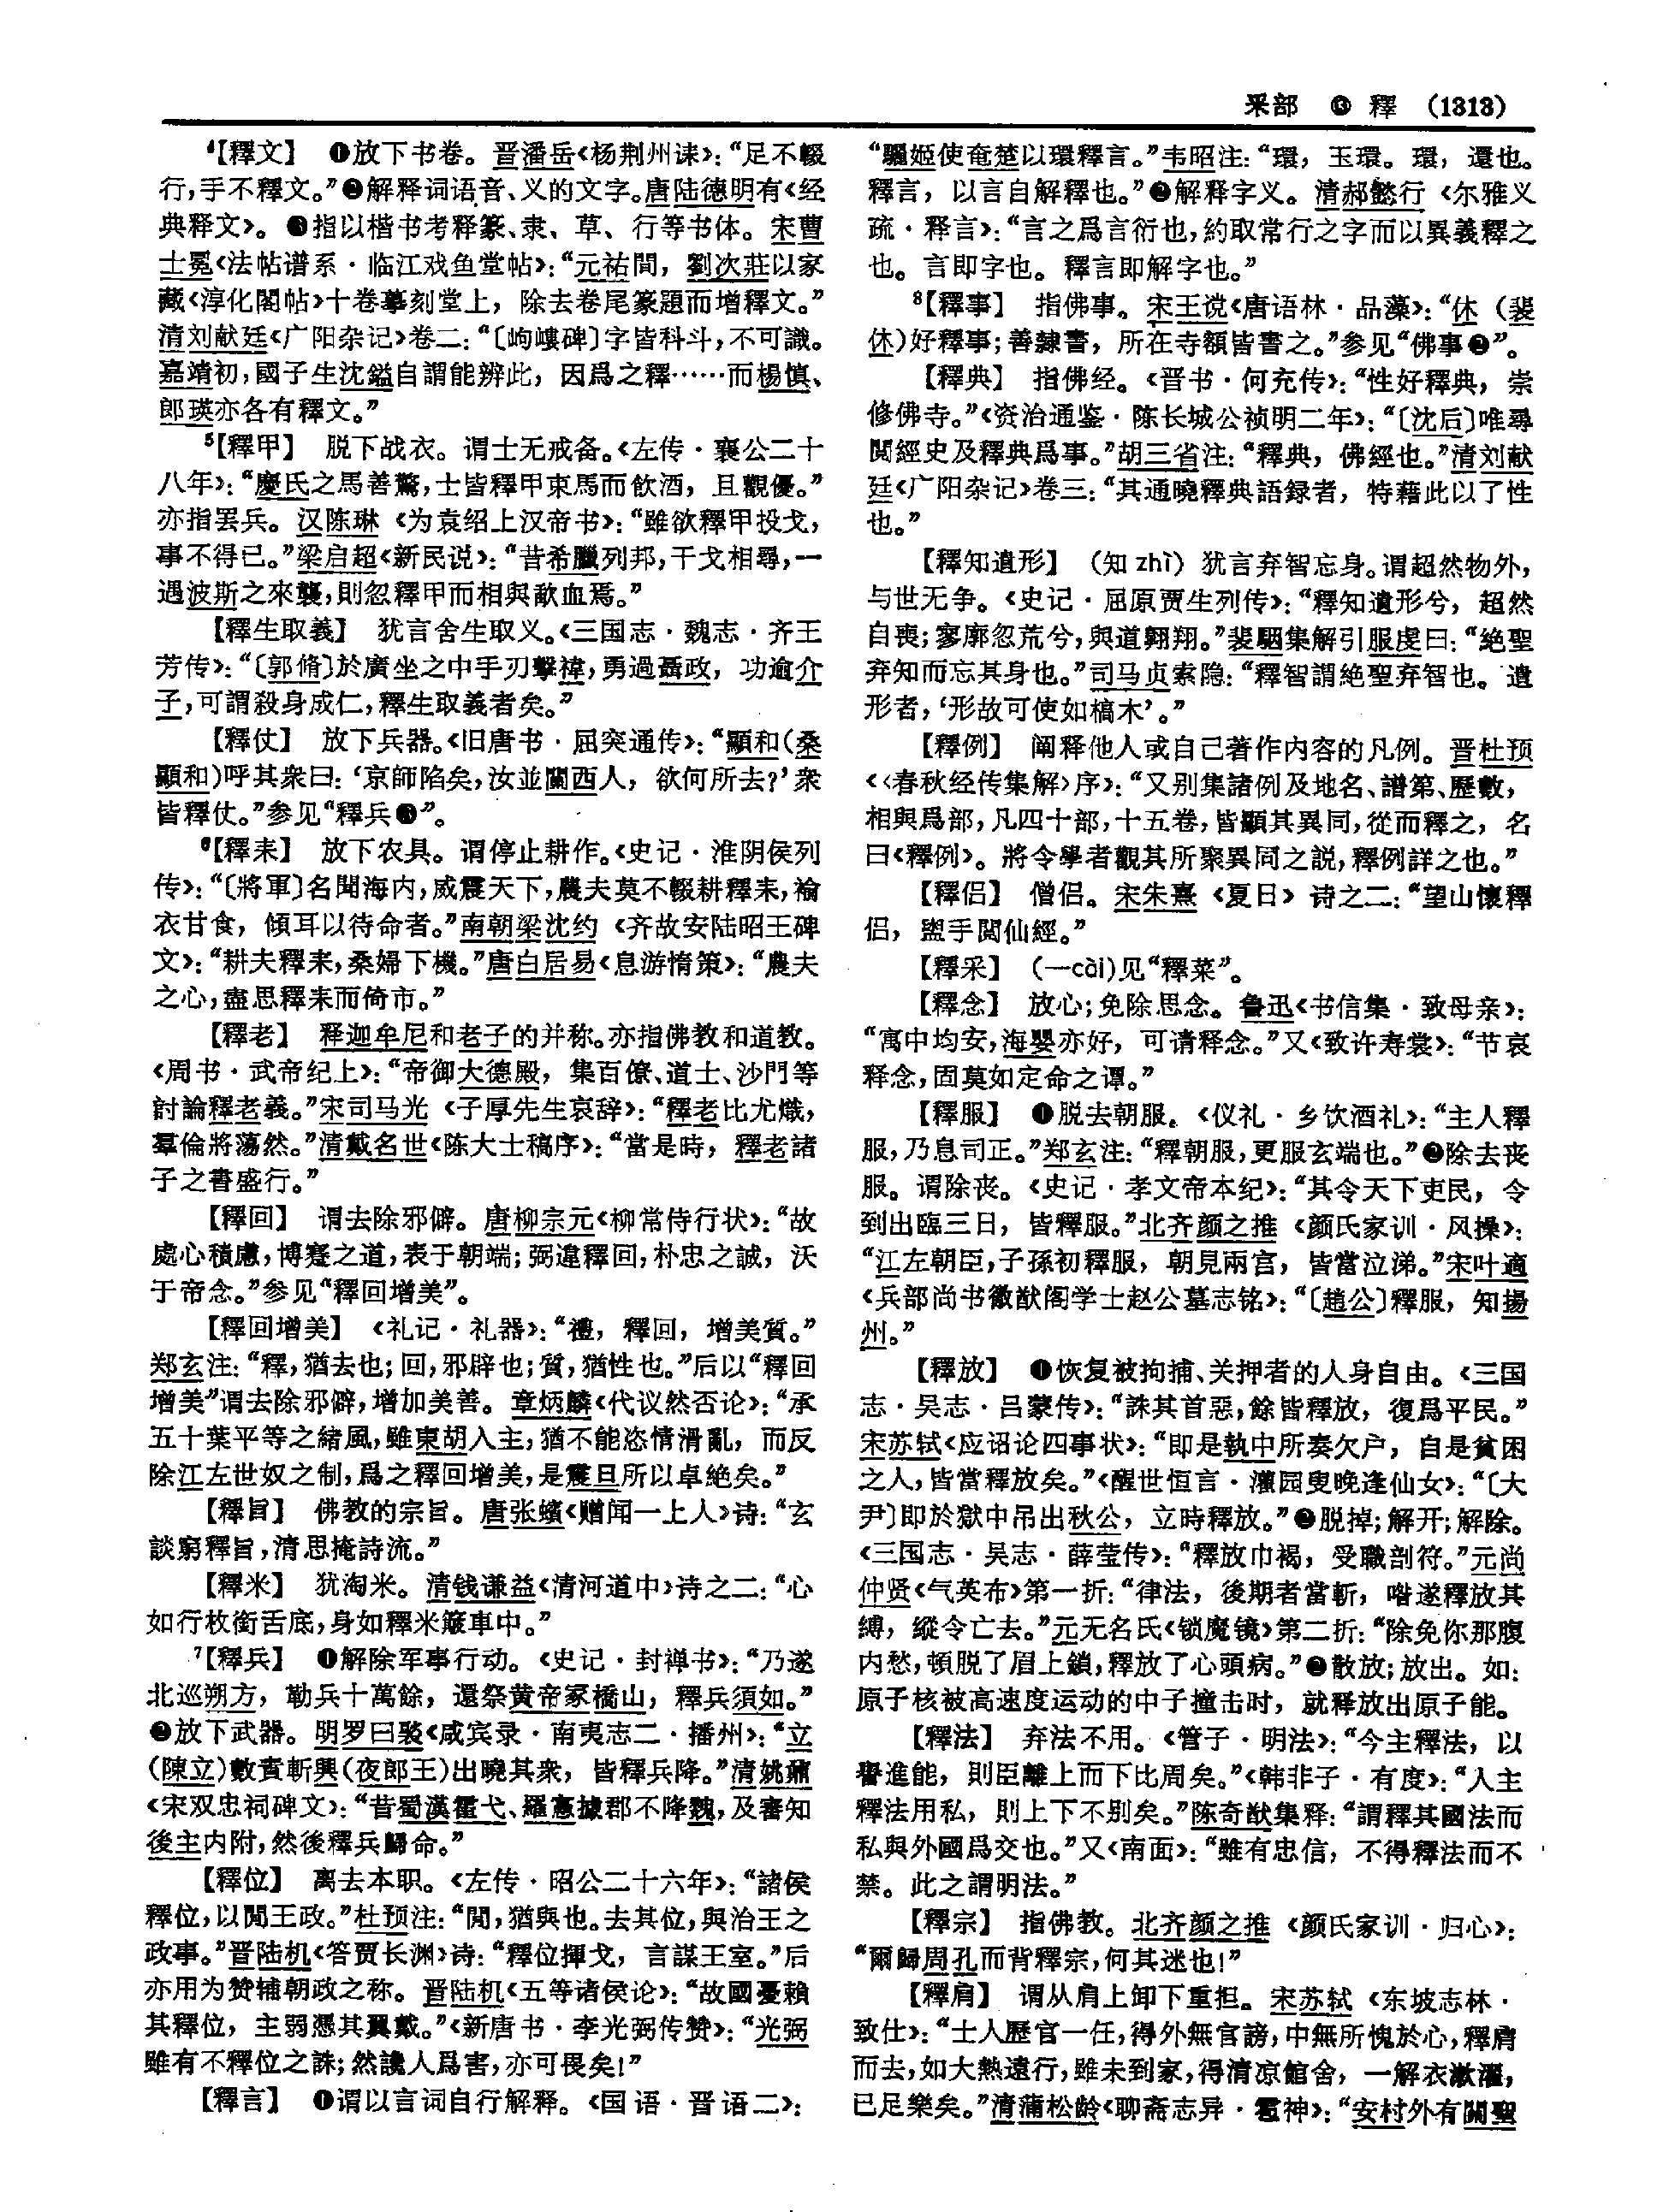 釆部 ⓭ 釋 (1313)
⁴【釋文】 ❶放下书卷。晋潘岳《杨荆州诔》：“足不輟
行，手不釋文。”❷解释词语音、义的文字。唐陆德明有《经
典释文》。❸指以楷书考释篆、隶、草、行等书体。宋曹
士冕《法帖谱系·临江戏鱼堂帖》：“元祐間，劉次莊以家
藏《淳化閣帖》十卷摹刻堂上，除去卷尾篆題而增釋文。”
清刘献廷《广阳杂记》卷二：“〔岣嶁碑〕字皆科斗，不可識。
嘉靖初，國子生沈鎰自謂能辨此，因爲之釋……而楊慎、
郎瑛亦各有釋文。”
⁵【釋甲】 脱下战衣。谓士无戒备。《左传·襄公二十
八年》：“慶氏之馬善驚，士皆釋甲束馬而飲酒，且觀優。”
亦指罢兵。汉陈琳《为袁绍上汉帝书》：“雖欲釋甲投戈，
事不得已。”梁启超《新民说》：“昔希臘列邦，干戈相尋，一
遇波斯之來襲，則忽釋甲而相與歃血焉。”
【釋生取義】 犹言舍生取义。《三国志·魏志·齐王
芳传》：“〔郭脩〕於廣坐之中手刃擊禕，勇過聶政，功逾介
子，可謂殺身成仁，釋生取義者矣。”
【釋仗】 放下兵器。《旧唐书·屈突通传》：“顯和（桑
顯和）呼其衆曰：‘京師陷矣，汝並關西人，欲何所去？’衆
皆釋仗。”参见“釋兵❷”。
⁶【釋耒】 放下农具。谓停止耕作。《史记·淮阴侯列
传》：“〔將軍〕名聞海内，威震天下，農夫莫不輟耕釋耒，褕
衣甘食，傾耳以待命者。”南朝梁沈约《齐故安陆昭王碑
文》：“耕夫釋耒，桑婦下機。”唐白居易《息游惰策》：“農夫
之心，盡思釋耒而倚市。”
【釋老】 释迦牟尼和老子的并称。亦指佛教和道教。
《周书·武帝纪上》：“帝御大德殿，集百僚、道士、沙門等
討論釋老義。”宋司马光《子厚先生哀辞》：“釋老比尤熾，
羣倫將蕩然。”清戴名世《陈大士稿序》：“當是時，釋老諸
子之書盛行。”
【釋回】 谓去除邪僻。唐柳宗元《柳常侍行状》：“故
處心積慮，博蹇之道，表于朝端；弼違釋回，朴忠之誠，沃
于帝念。”参见“釋回增美”。
【釋回增美】 《礼记·礼器》：“禮，釋回，增美質。”
郑玄注：“釋，猶去也；回，邪辟也；質，猶性也。”后以“釋回
增美”谓去除邪僻，增加美善。章炳麟《代议然否论》：“承
五十葉平等之緒風，雖東胡入主，猶不能恣情滑亂，而反
除江左世奴之制，爲之釋回增美，是震旦所以卓絶矣。”
【釋旨】 佛教的宗旨。唐张蠙《赠闻一上人》诗：“玄
談窮釋旨，清思掩詩流。”
【釋米】 犹淘米。清钱谦益《清河道中》诗之二：“心
如行枚銜舌底，身如釋米簸車中。”
⁷【釋兵】 ❶解除军事行动。《史记·封禅书》：“乃遂
北巡朔方，勒兵十萬餘，還祭黄帝冢橋山，釋兵須如。”
❷放下武器。明罗曰褧《咸宾录·南夷志二·播州》：“立
（陳立）數責斬興（夜郎王）出曉其衆，皆釋兵降。”清姚鼐
《宋双忠祠碑文》：“昔蜀漢霍弋、羅憲據郡不降魏，及審知
後主内附，然後釋兵歸命。”
【釋位】 离去本职。《左传·昭公二十六年》：“諸侯
釋位，以間王政。”杜预注：“間，猶與也。去其位，與治王之
政事。”晋陆机《答贾长渊》诗：“釋位揮戈，言謀王室。”后
亦用为赞辅朝政之称。晋陆机《五等诸侯论》：“故國憂賴
其釋位，主弱憑其翼戴。”《新唐书·李光弼传赞》：“光弼
雖有不釋位之誅；然讒人爲害，亦可畏矣！”
【釋言】 ❶谓以言词自行解释。《国语·晋语二》：
“驪姬使奄楚以環釋言。”韦昭注：“環，玉環。環，還也。
釋言，以言自解釋也。”❷解释字义。清郝懿行《尔雅义
疏·释言》：“言之爲言衍也，約取常行之字而以異義釋之
也。言即字也。釋言即解字也。”
⁸【釋事】 指佛事。宋王谠《唐语林·品藻》：“休（裴
休）好釋事；善隸書，所在寺額皆書之。”参见“佛事❷”。
【釋典】 指佛经。《晋书·何充传》：“性好釋典，崇
修佛寺。”《资治通鉴·陈长城公祯明二年》：“〔沈后〕唯尋
閲經史及釋典爲事。”胡三省注：“釋典，佛經也。”清刘献
廷《广阳杂记》卷三：“其通曉釋典語録者，特藉此以了性
也。”
【釋知遺形】 （知 zhì）犹言弃智忘身。谓超然物外，
与世无争。《史记·屈原贾生列传》：“釋知遺形兮，超然
自喪；寥廓忽荒兮，與道翱翔。”裴駰集解引服虔曰：“絶聖
弃知而忘其身也。”司马贞索隐：“釋智謂絶聖弃智也。遺
形者，‘形故可使如槁木’。”
【釋例】 阐释他人或自己著作内容的凡例。晋杜预
《〈春秋经传集解〉序》：“又别集諸例及地名、譜第、歷數，
相與爲部，凡四十部，十五卷，皆顯其異同，從而釋之，名
曰《釋例》。將令學者觀其所聚異同之説，釋例詳之也。”
【釋侣】 僧侣。宋朱熹《夏日》诗之二：“望山懷釋
侣，盥手閲仙經。”
【釋采】 （—cài）见“釋菜”。
【釋念】 放心；免除思念。鲁迅《书信集·致母亲》：
“寓中均安，海婴亦好，可请释念。”又《致许寿裳》：“节哀
释念，固莫如定命之谭。”
【釋服】 ❶脱去朝服。《仪礼·乡饮酒礼》：“主人釋
服，乃息司正。”郑玄注：“釋朝服，更服玄端也。”❷除去丧
服。谓除丧。《史记·孝文帝本纪》：“其令天下吏民，令
到出臨三日，皆釋服。”北齐颜之推《颜氏家训·风操》：
“江左朝臣，子孫初釋服，朝見兩宫，皆當泣涕。”宋叶適
《兵部尚书徽猷阁学士赵公墓志铭》：“〔趙公〕釋服，知揚
州。”
【釋放】 ❶恢复被拘捕、关押者的人身自由。《三国
志·吴志·吕蒙传》：“誅其首惡，餘皆釋放，復爲平民。”
宋苏轼《应诏论四事状》：“即是執中所奏欠户，自是貧困
之人，皆當釋放矣。”《醒世恒言·灌园叟晚逢仙女》：“〔大
尹〕即於獄中吊出秋公，立時釋放。”❷脱掉；解开；解除。
《三国志·吴志·薛莹传》：“釋放巾褐，受職剖符。”元尚
仲贤《气英布》第一折：“律法，後期者當斬，喒遂釋放其
縛，縱令亡去。”元无名氏《锁魔镜》第二折：“除免你那腹
内愁，頓脱了眉上鎖，釋放了心頭病。”❸散放；放出。如：
原子核被高速度运动的中子撞击时，就释放出原子能。
【釋法】 弃法不用。《管子·明法》：“今主釋法，以
譽進能，則臣離上而下比周矣。”《韩非子·有度》：“人主
釋法用私，則上下不别矣。”陈奇猷集释：“謂釋其國法而
私與外國爲交也。”又《南面》：“雖有忠信，不得釋法而不
禁。此之謂明法。”
【釋宗】 指佛教。北齐颜之推《颜氏家训·归心》：
“爾歸周孔而背釋宗，何其迷也！”
【釋肩】 谓从肩上卸下重担。宋苏轼《东坡志林·
致仕》：“士人歷官一任，得外無官謗，中無所愧於心，釋肩
而去，如大熱遠行，雖未到家，得清凉館舍，一解衣漱濯，
已足樂矣。”清蒲松龄《聊斋志异·雹神》：“安村外有關聖